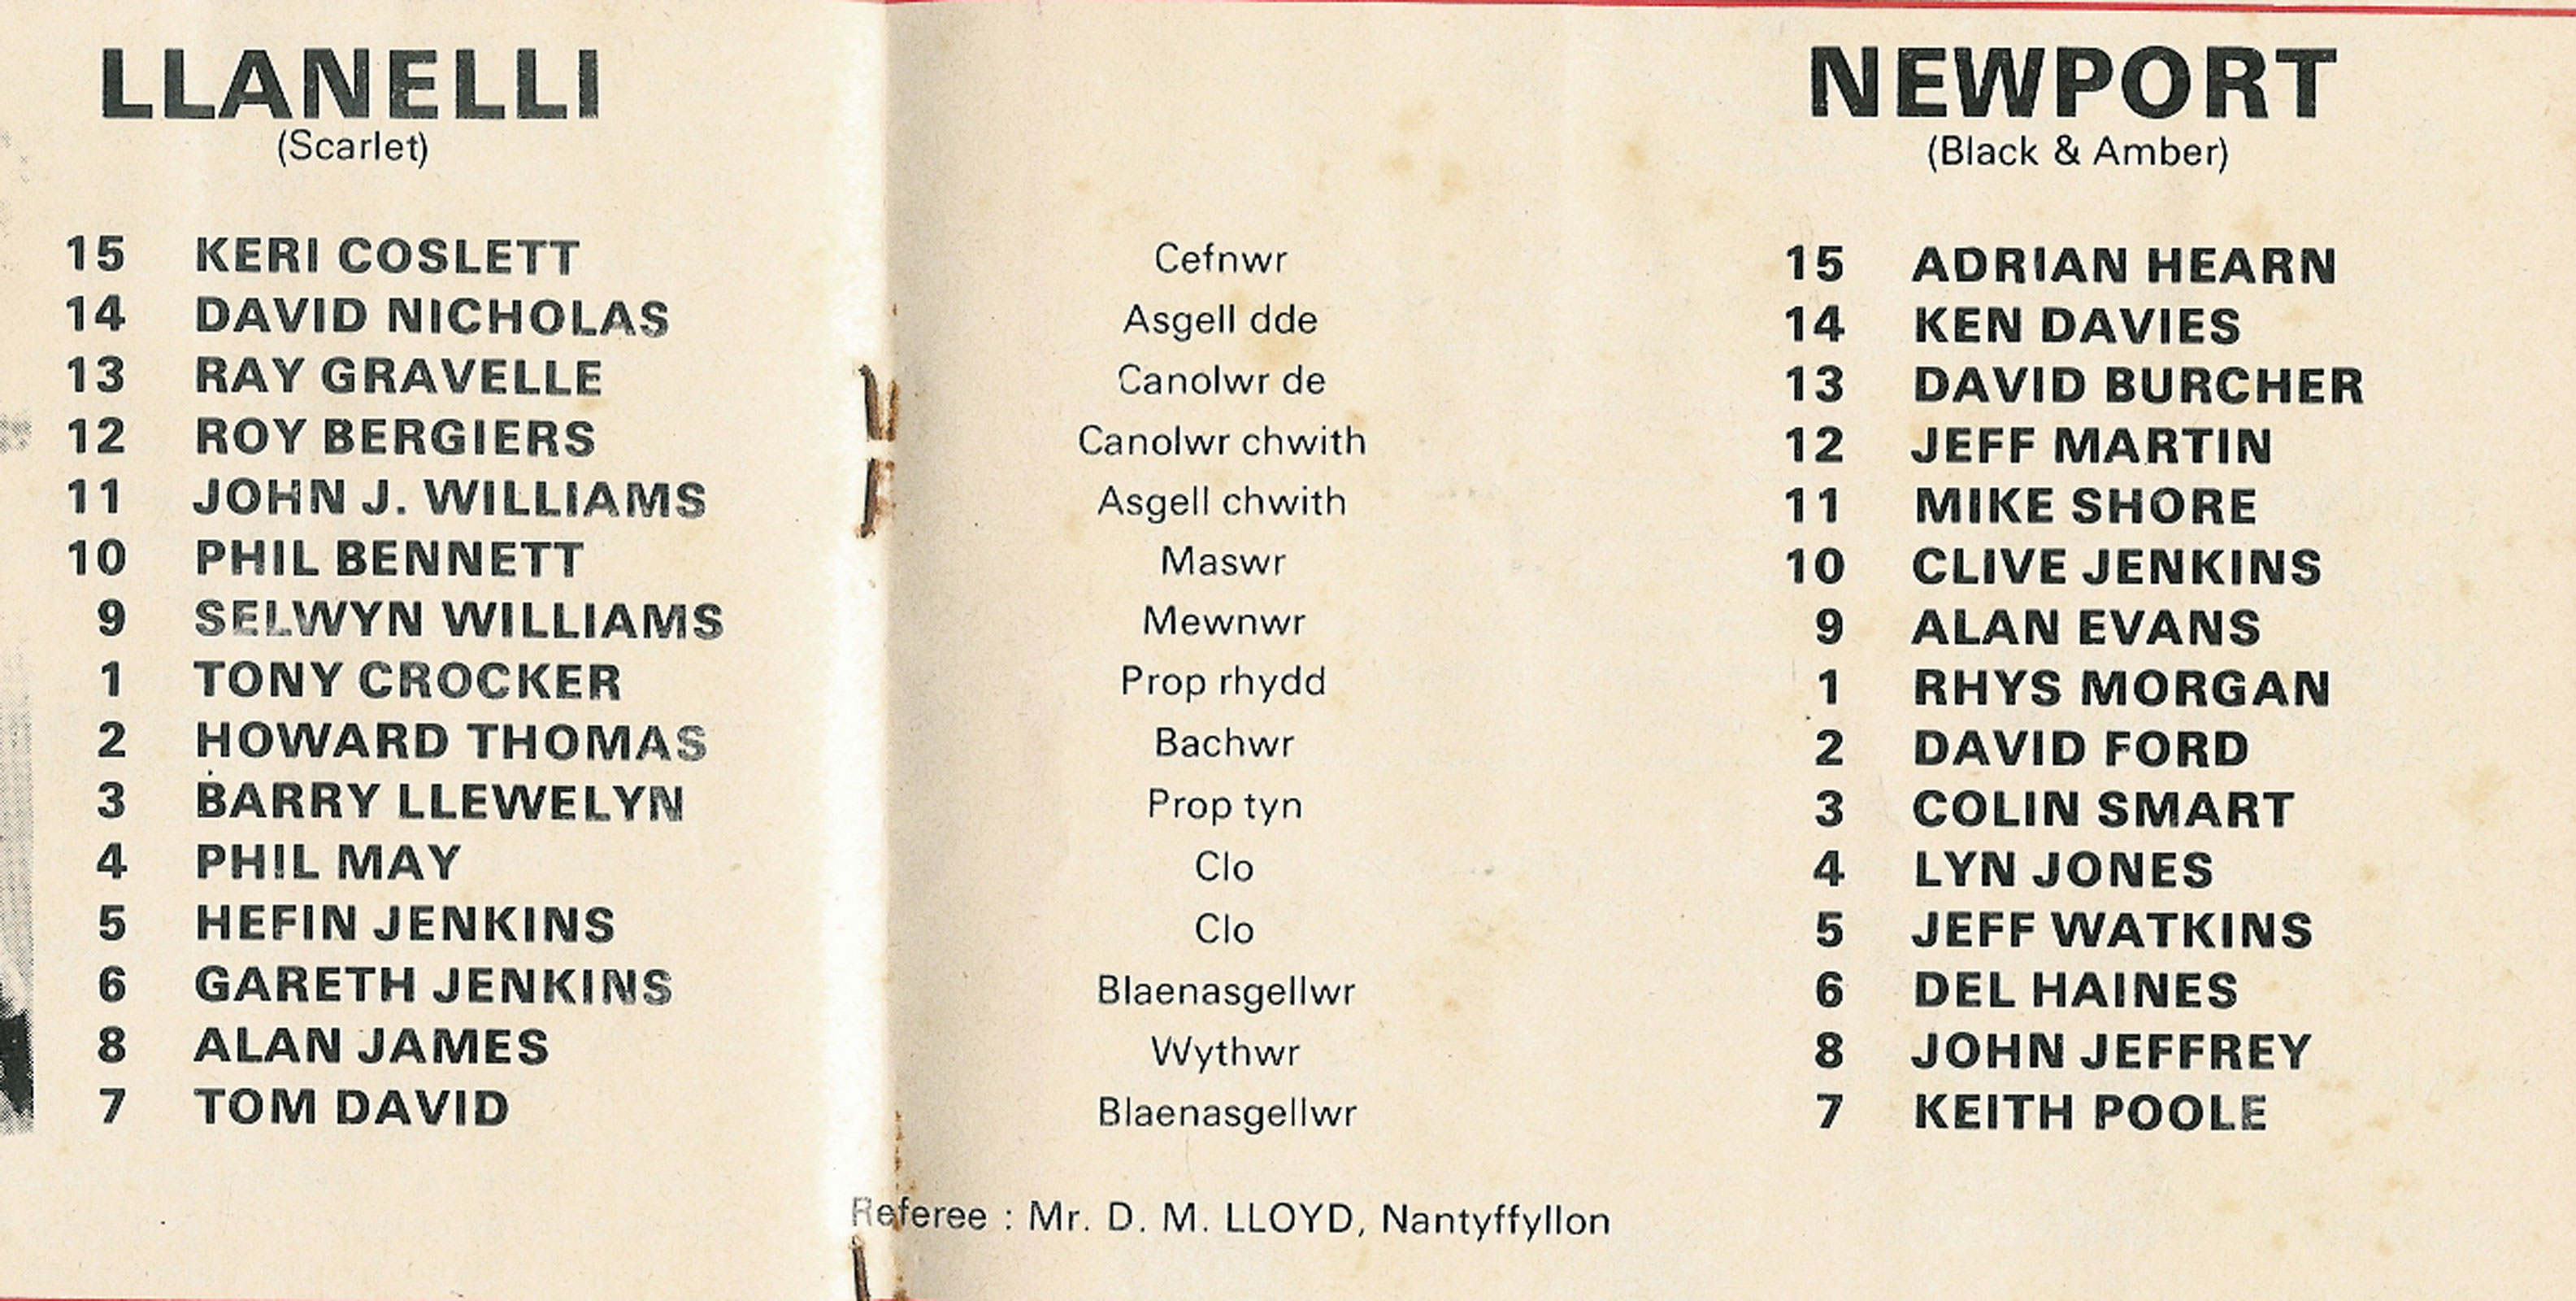 LLANELLI NEWPORT
(Scarlet) (Black & Amber)
15 KERI COSLETT Cefnwr 15 ADRIAN HEARN
14 DAVID NICHOLAS Asgell dde 14 KEN DAVIES
13 RAY GRAVELLE Canolwr de 13 DAVID BURCHER
12 ROY BERGIERS Canolwr chwith 12 JEFF MARTIN
11 JOHN J. WILLIAMS Asgell chwith 11 MIKE SHORE
10 PHIL BENNETT Maswr 10 CLIVE JENKINS
9 SELWYN WILLIAMS Mewnwr 9 ALAN EVANS
1 TONY CROCKER Prop rhydd 1 RHYS MORGAN
2 HOWARD THOMAS Bachwr 2 DAVID FORD
3 BARRY LLEWELYN Prop tyn 3 COLIN SMART
4 PHIL MAY Clo 4 LYN JONES
5 HEFIN JENKINS Clo 5 JEFF WATKINS
6 GARETH JENKINS Blaenasgellwr 6 DEL HAINES
8 ALAN JAMES Wythwr 8 JOHN JEFFREY
7 TOM DAVID Blaenasgellwr 7 KEITH POOLE
Referee : Mr. D. M. LLOYD, Nantyffyllon